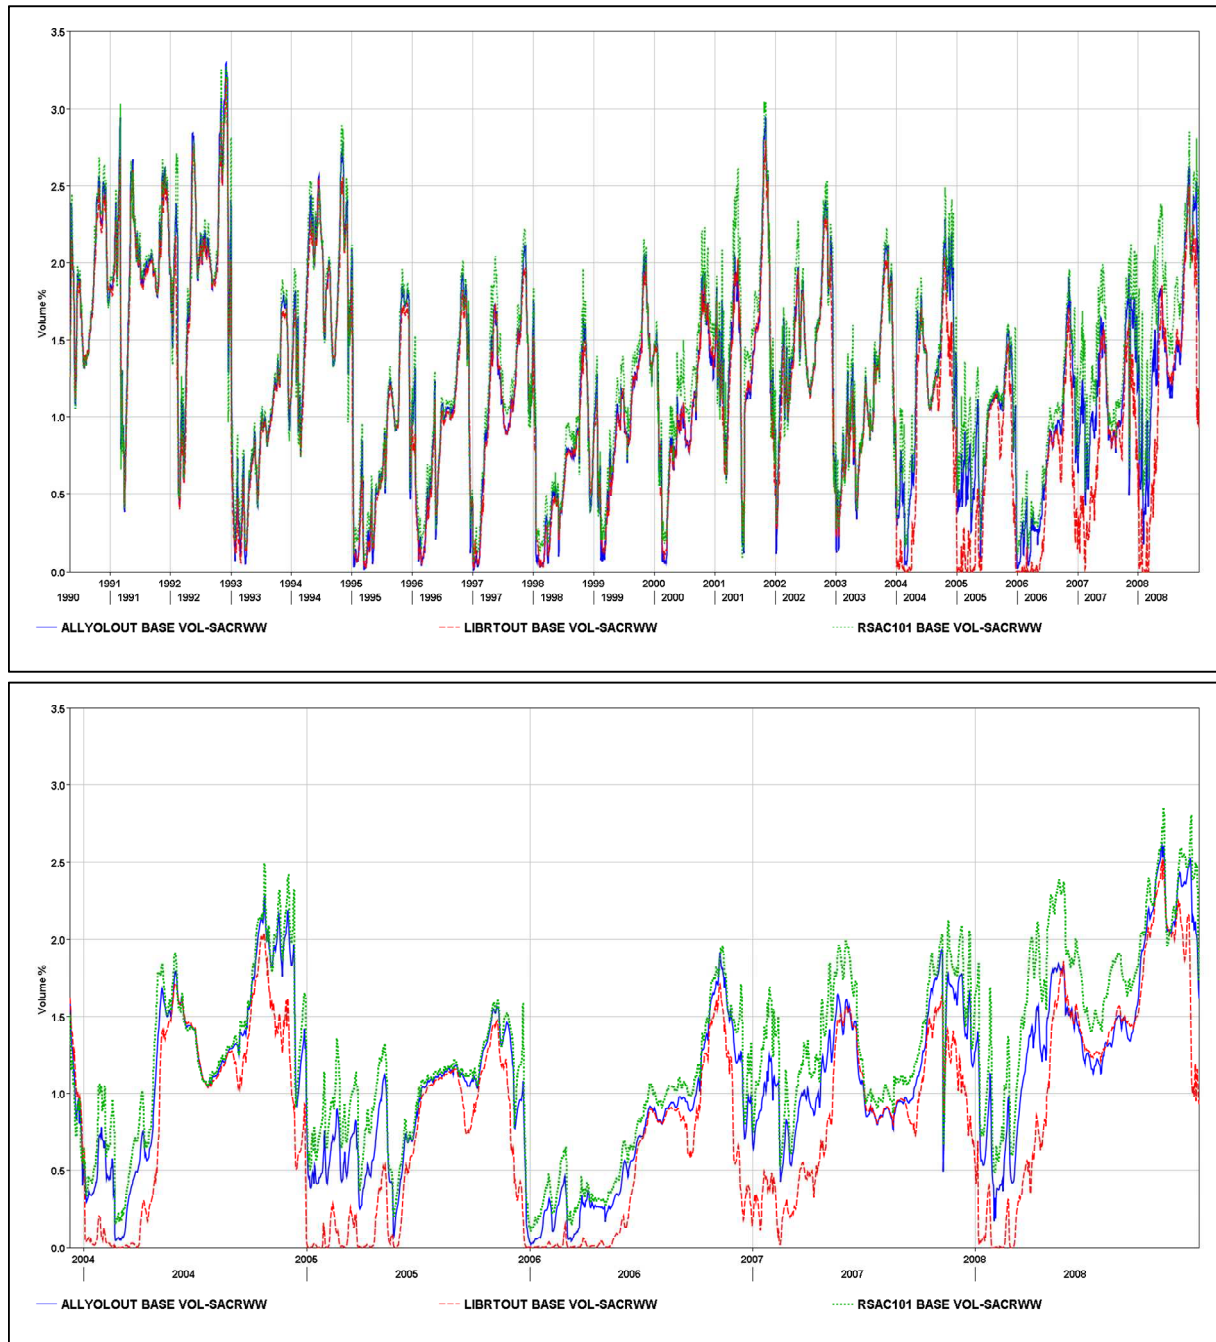 3.5
3.0
2.5
2.0
1.5
1.0
0.5
0.0
Volume %
1991 1992 1993 1994 1995 1996 1997 1998 1999 2000 2001 2002 2003 2004 2005 2006 2007 2008
1990 1991 1992 1993 1994 1995 1996 1997 1998 1999 2000 2001 2002 2003 2004 2005 2006 2007 2008
ALLYOLOUT BASE VOL-SACRWW LIBRTOUT BASE VOL-SACRWW RSAC101 BASE VOL-SACRWW
3.5
3.0
2.5
2.0
1.5
1.0
0.5
0.0
Volume %
2004 2005 2006 2007 2008
2004 2005 2006 2007 2008
ALLYOLOUT BASE VOL-SACRWW LIBRTOUT BASE VOL-SACRWW RSAC101 BASE VOL-SACRWW